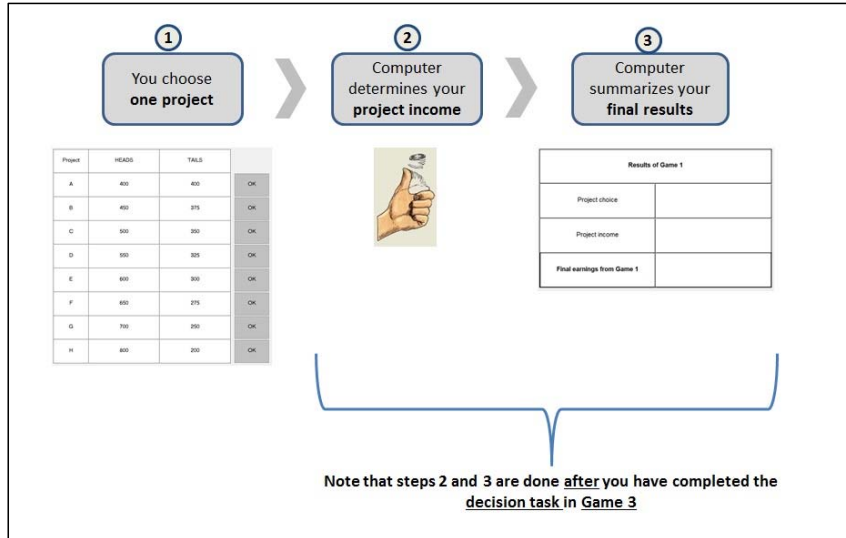 1
You choose
one project
2
Computer
determines your
project income
3
Computer
summarizes your
final results
Project HEADS TAILS
A 400 400 OK
B 450 375 OK
C 500 350 OK
D 550 325 OK
E 600 300 OK
F 650 275 OK
G 700 250 OK
H 800 200 OK
Results of Game 1
Project choice
Project income
Final earnings from Game 1
Note that steps 2 and 3 are done after you have completed the
decision task in Game 3